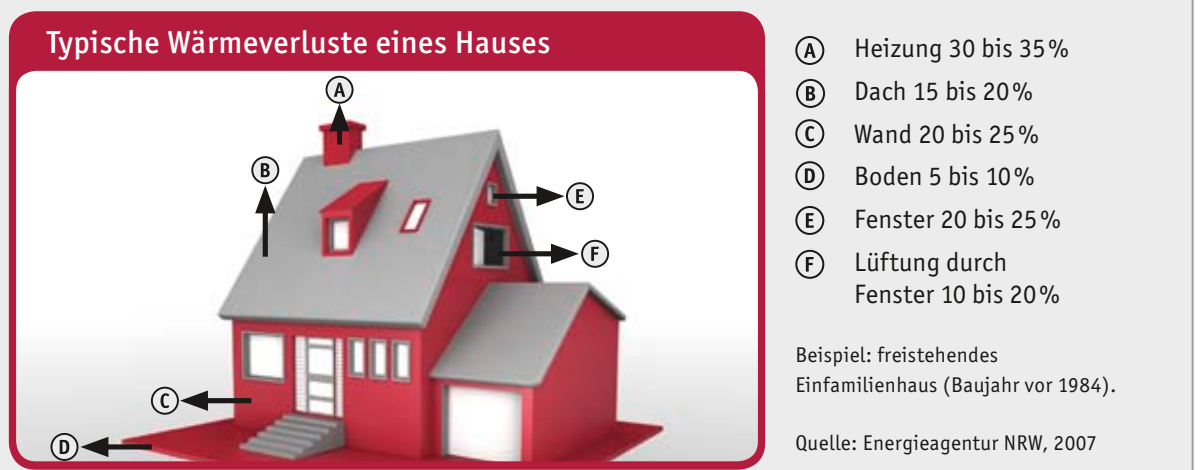 Typische Wärmeverluste eines Hauses
A
B
E
F
C
D
A Heizung 30 bis 35 %
B Dach 15 bis 20 %
C Wand 20 bis 25 %
D Boden 5 bis 10 %
E Fenster 20 bis 25 %
F Lüftung durch
Fenster 10 bis 20 %
Beispiel: freistehendes
Einfamilienhaus (Baujahr vor 1984).
Quelle: Energieagentur NRW, 2007